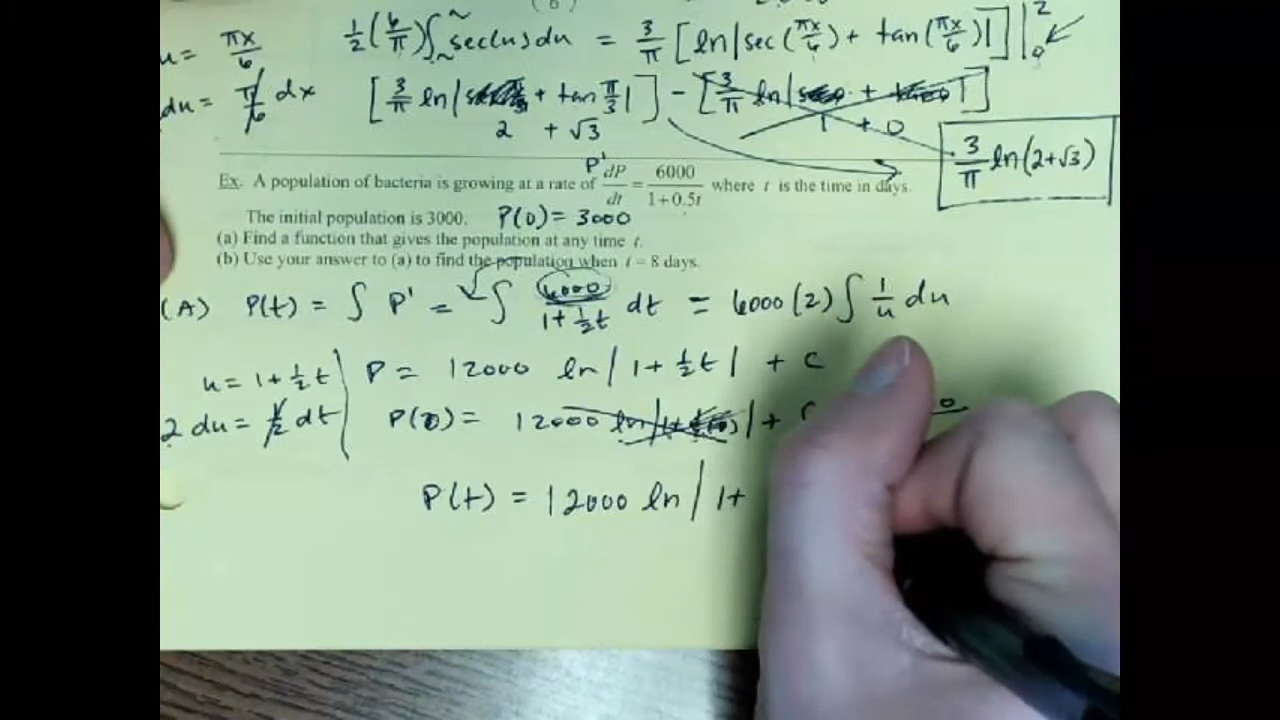 u = πx/6 1/2(6/π)∫ sec(u) du = 3/π [ln|sec(πx/6) + tan(πx/6)|] |₀²
du = π/6 dx [3/π ln| + tan π/3|] - [3/π ln| + |]
2 + √3 1 + 0
3/π ln(2+√3)
P'
Ex. A population of bacteria is growing at a rate of dP/dt = 6000/(1+0.5t) where t is the time in days.
The initial population is 3000. P(0) = 3000
(a) Find a function that gives the population at any time t.
(b) Use your answer to (a) to find the population when t = 8 days.
(A) P(t) = ∫ P' = ∫ 6000/(1+½t) dt = 6000(2)∫ 1/u du
u = 1+½t P = 12000 ln|1+½t| + C
2 du = ½ dt P(0) = 12000 ln| | +
P(t) = 12000 ln|1+